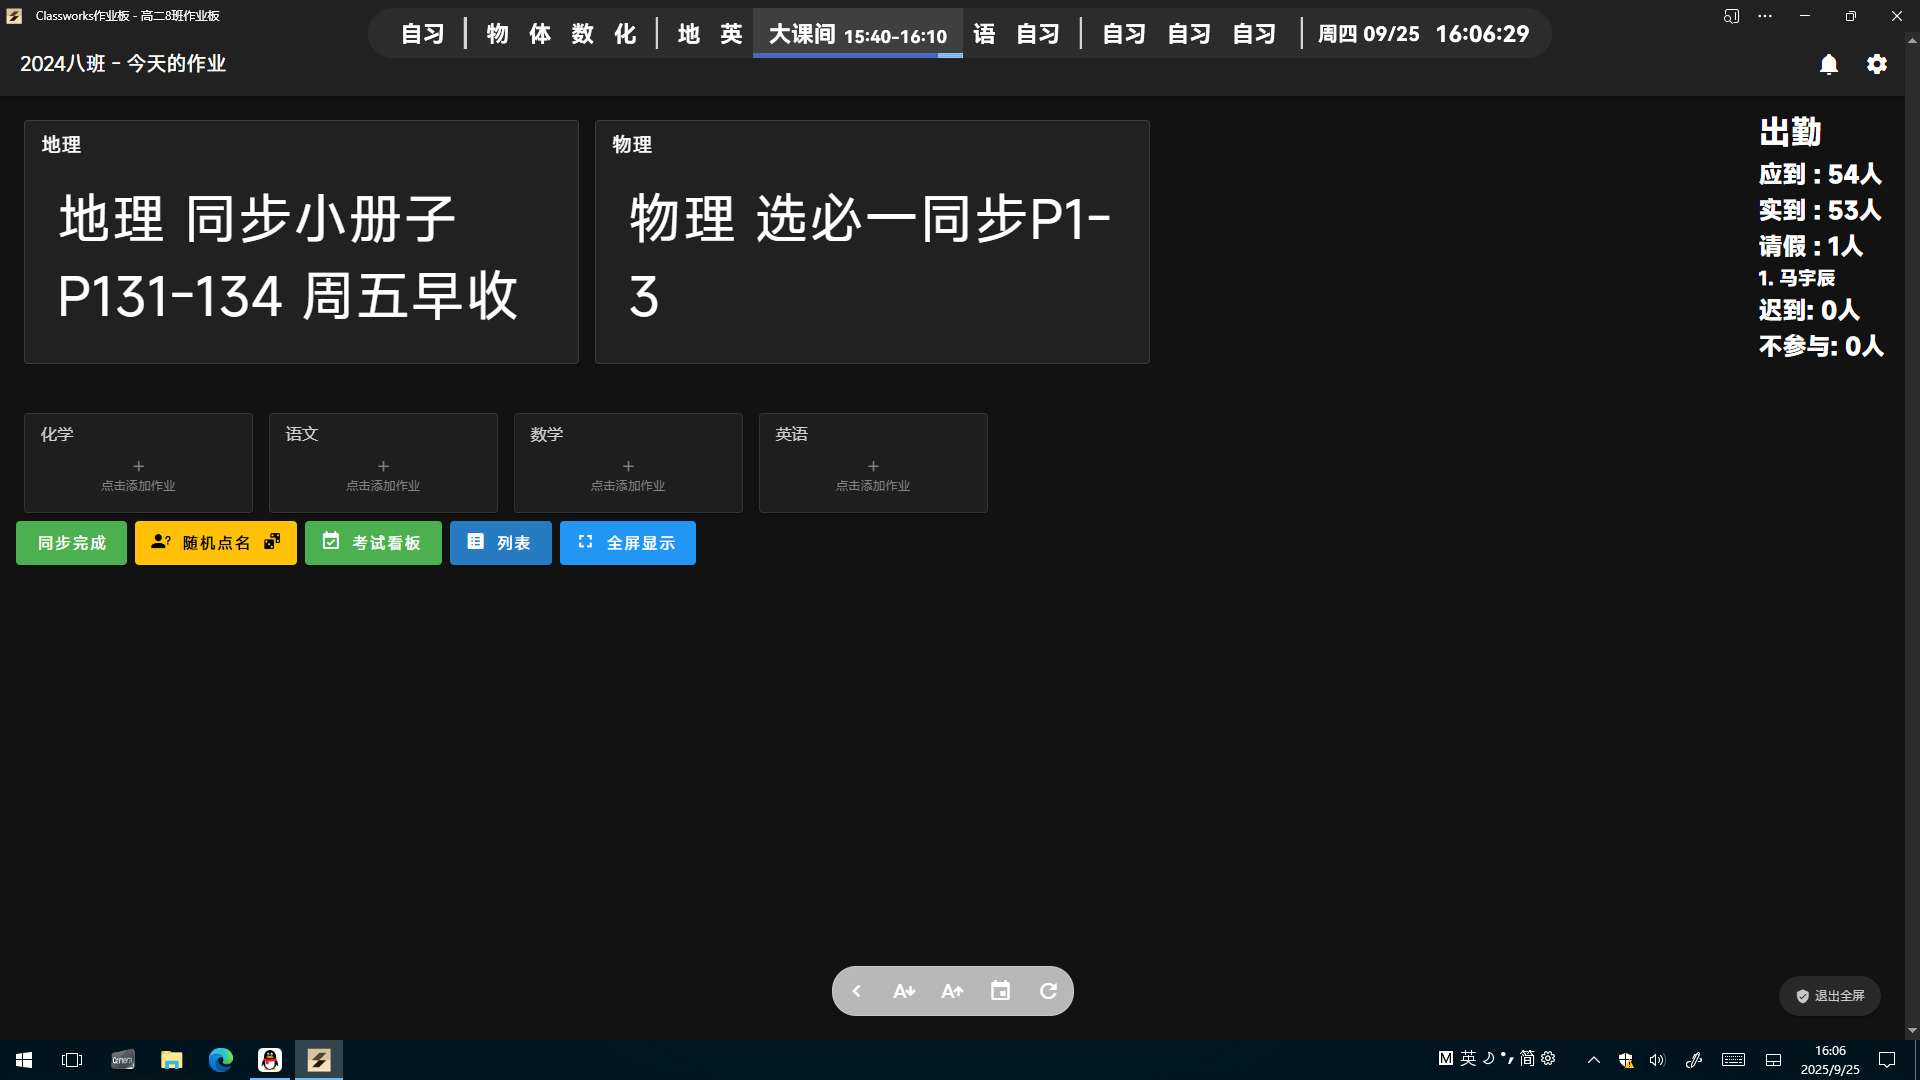 Classworks作业板 - 高二8班作业板
自习 | 物 体 数 化 | 地 英 大课间 15:40-16:10 语 自习 | 自习 自习 自习 | 周四 09/25 16:06:29
2024八班 - 今天的作业
地理
地理 同步小册子
P131-134 周五早收
物理
物理 选必一同步P1-
3
出勤
应到 : 54人
实到 : 53人
请假 : 1人
1. 马宇辰
迟到: 0人
不参与: 0人
化学
点击添加作业
语文
点击添加作业
数学
点击添加作业
英语
点击添加作业
同步完成
随机点名
考试看板
列表
全屏显示
退出全屏
M 英 简
16:06
2025/9/25